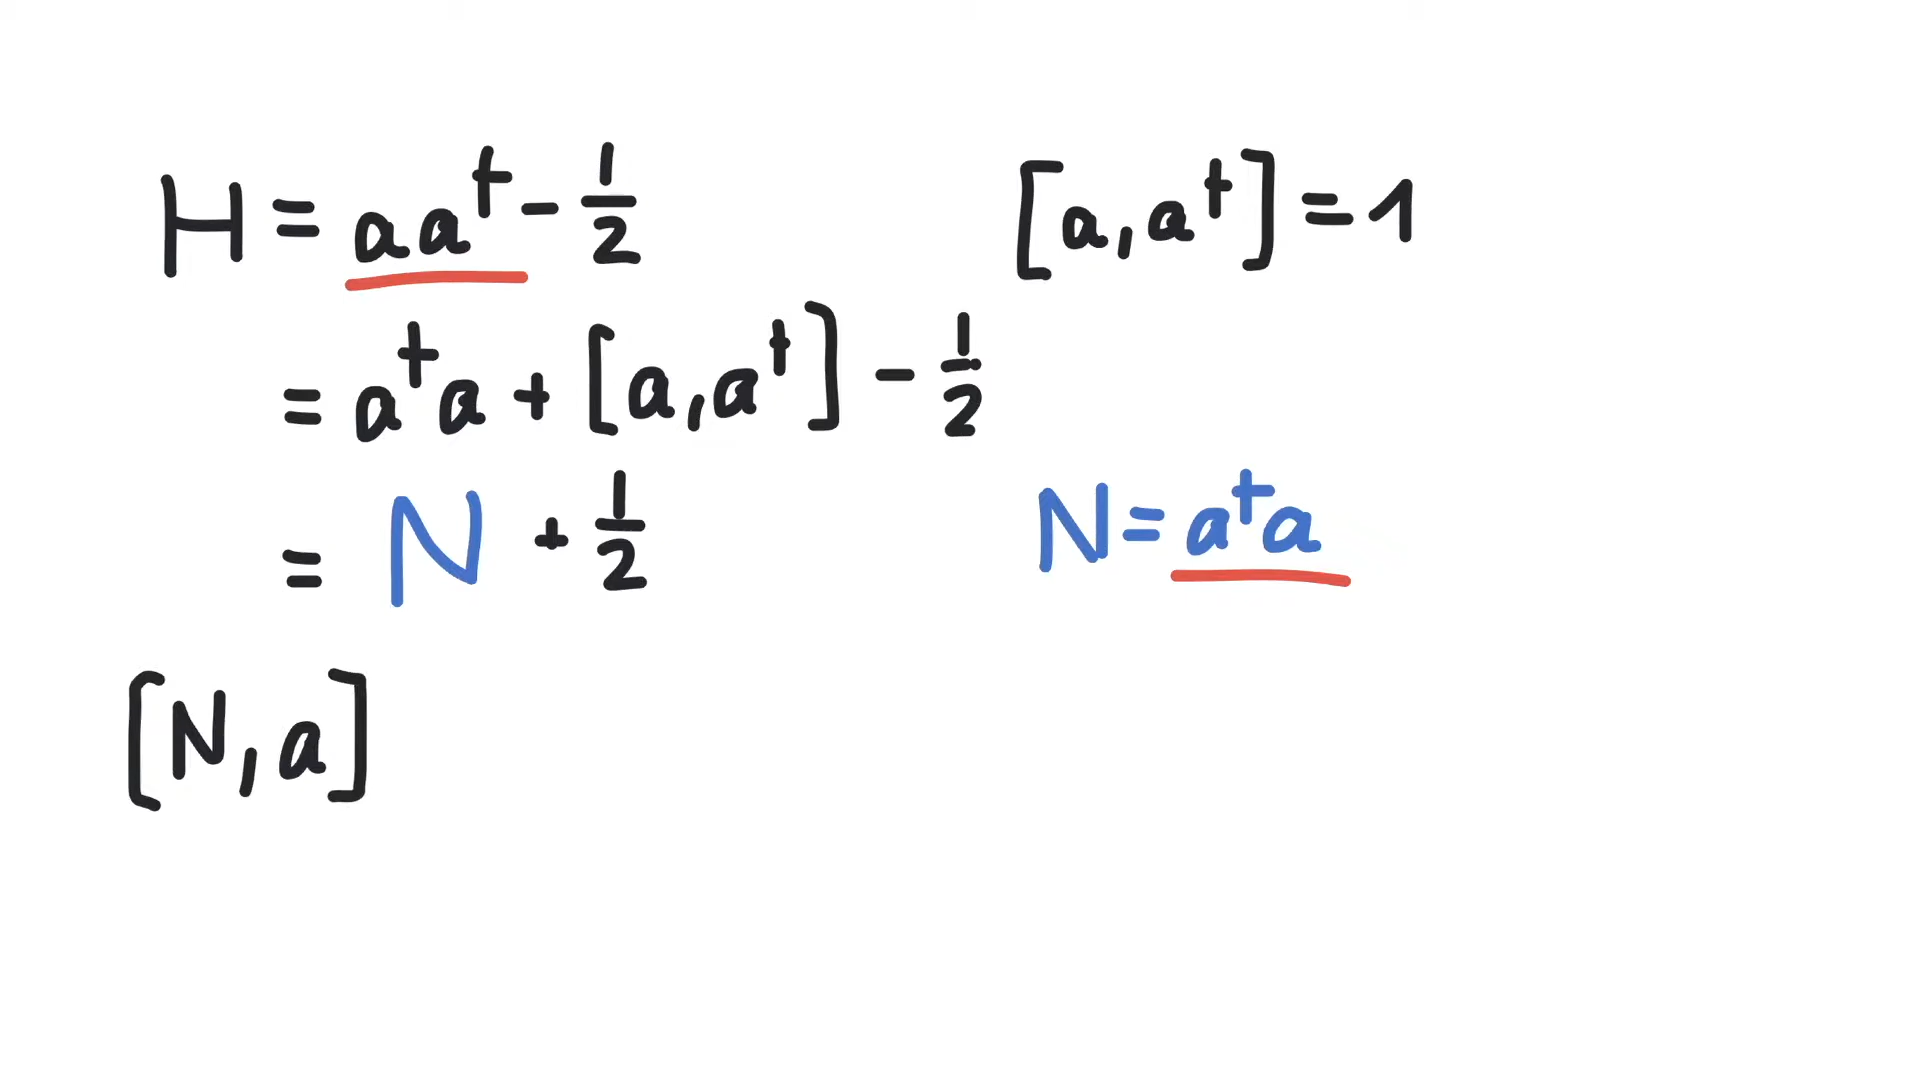 H = aa† - 1/2
[a, a†] = 1
= a†a + [a, a†] - 1/2
= N + 1/2
N = a†a
[N, a]